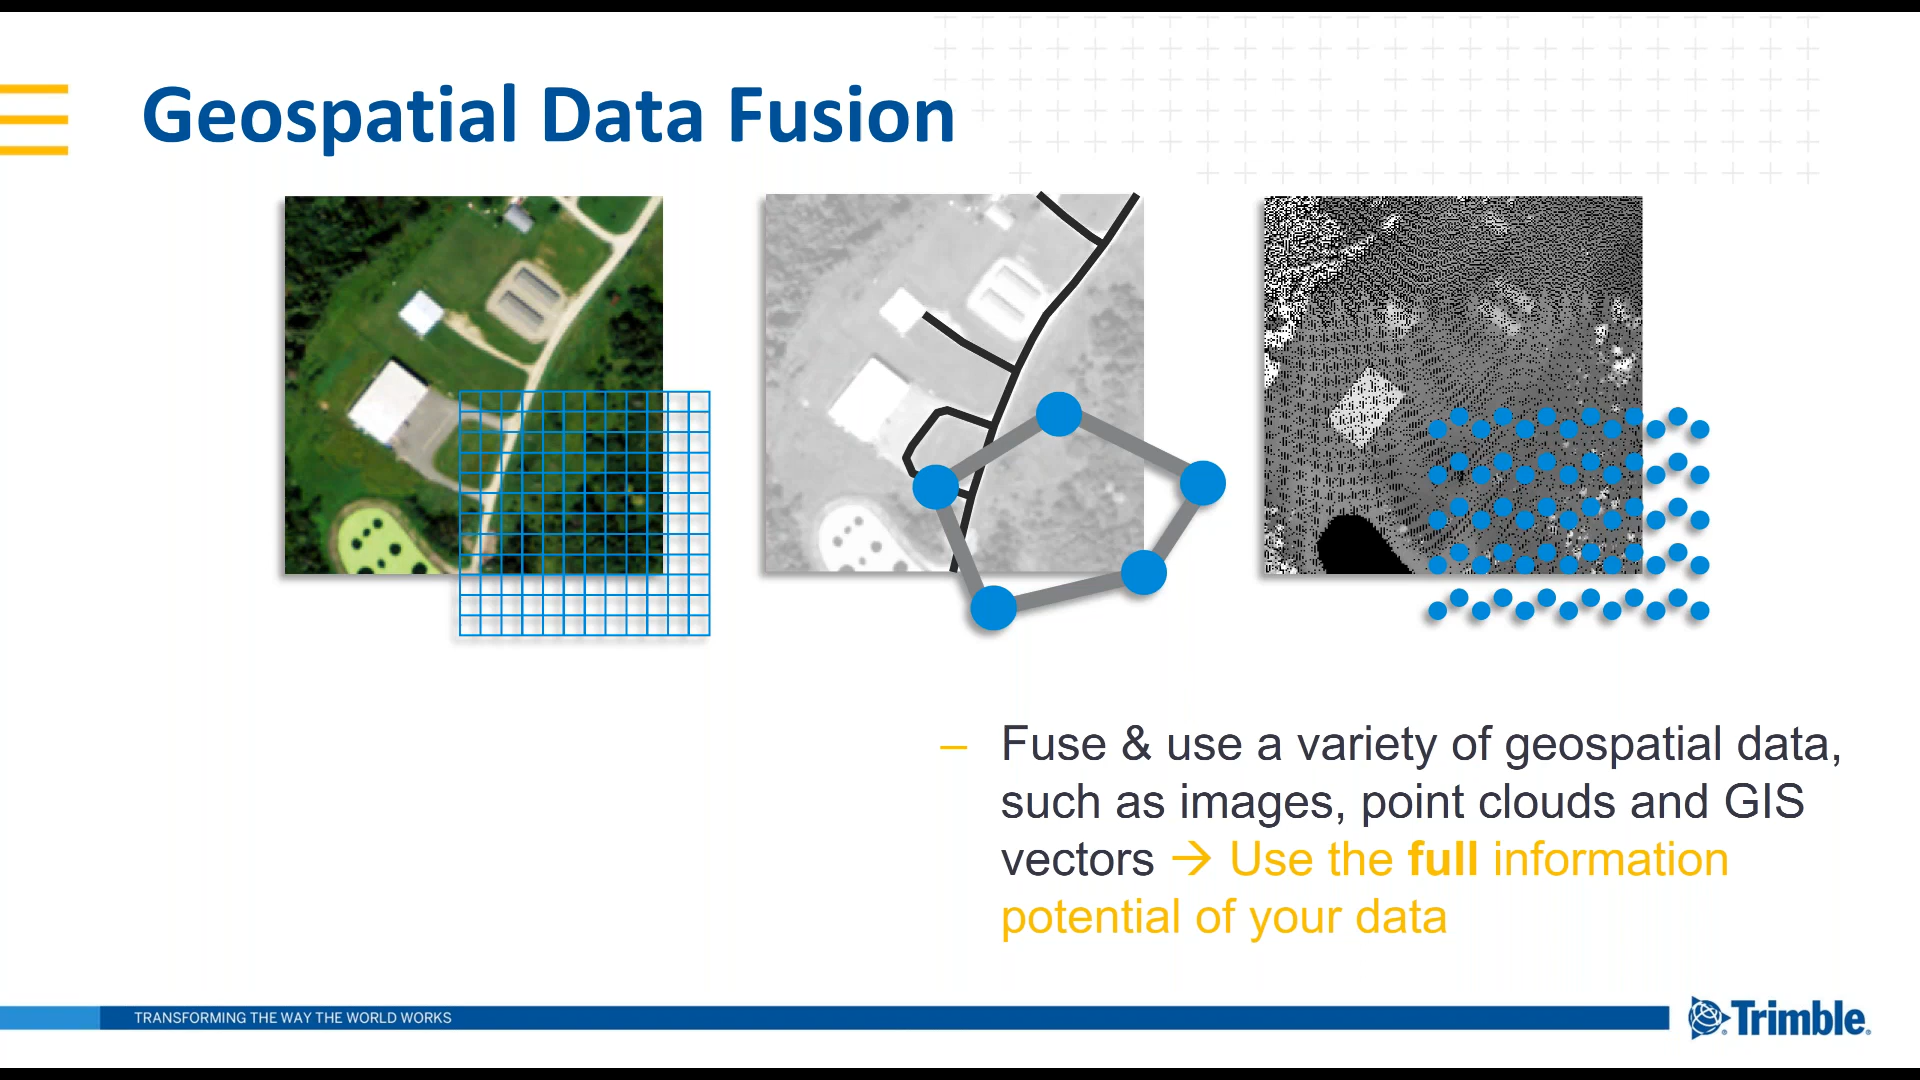 Geospatial Data Fusion
– Fuse & use a variety of geospatial data,
such as images, point clouds and GIS
vectors → Use the full information
potential of your data
TRANSFORMING THE WAY THE WORLD WORKS
Trimble